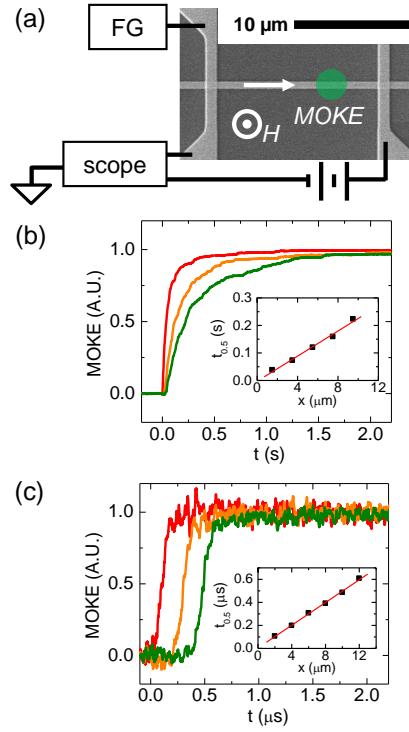 (a)
FG
10 μm
MOKE
H
scope
(b)
MOKE (A.U.)
1.0
0.5
0.0
0.0 0.5 1.0 1.5 2.0
t (s)
t0.5 (s)
0.3
0.2
0.1
0.0
0 4 8 12
x (μm)
(c)
MOKE (A.U.)
1.0
0.5
0.0
0.0 0.5 1.0 1.5 2.0
t (μs)
t0.5 (μs)
0.6
0.4
0.2
0.0
0 4 8 12
x (μm)